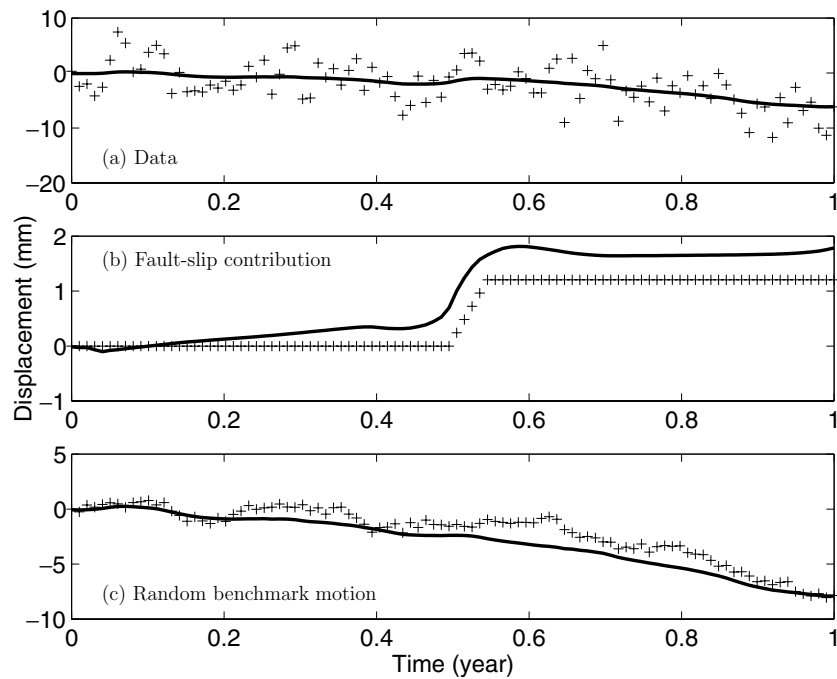 10
0
−10
−20
(a) Data
0 0.2 0.4 0.6 0.8 1
Displacement (mm)
2
1
0
−1
(b) Fault-slip contribution
0 0.2 0.4 0.6 0.8 1
5
0
−5
−10
(c) Random benchmark motion
0 0.2 0.4 0.6 0.8 1
Time (year)